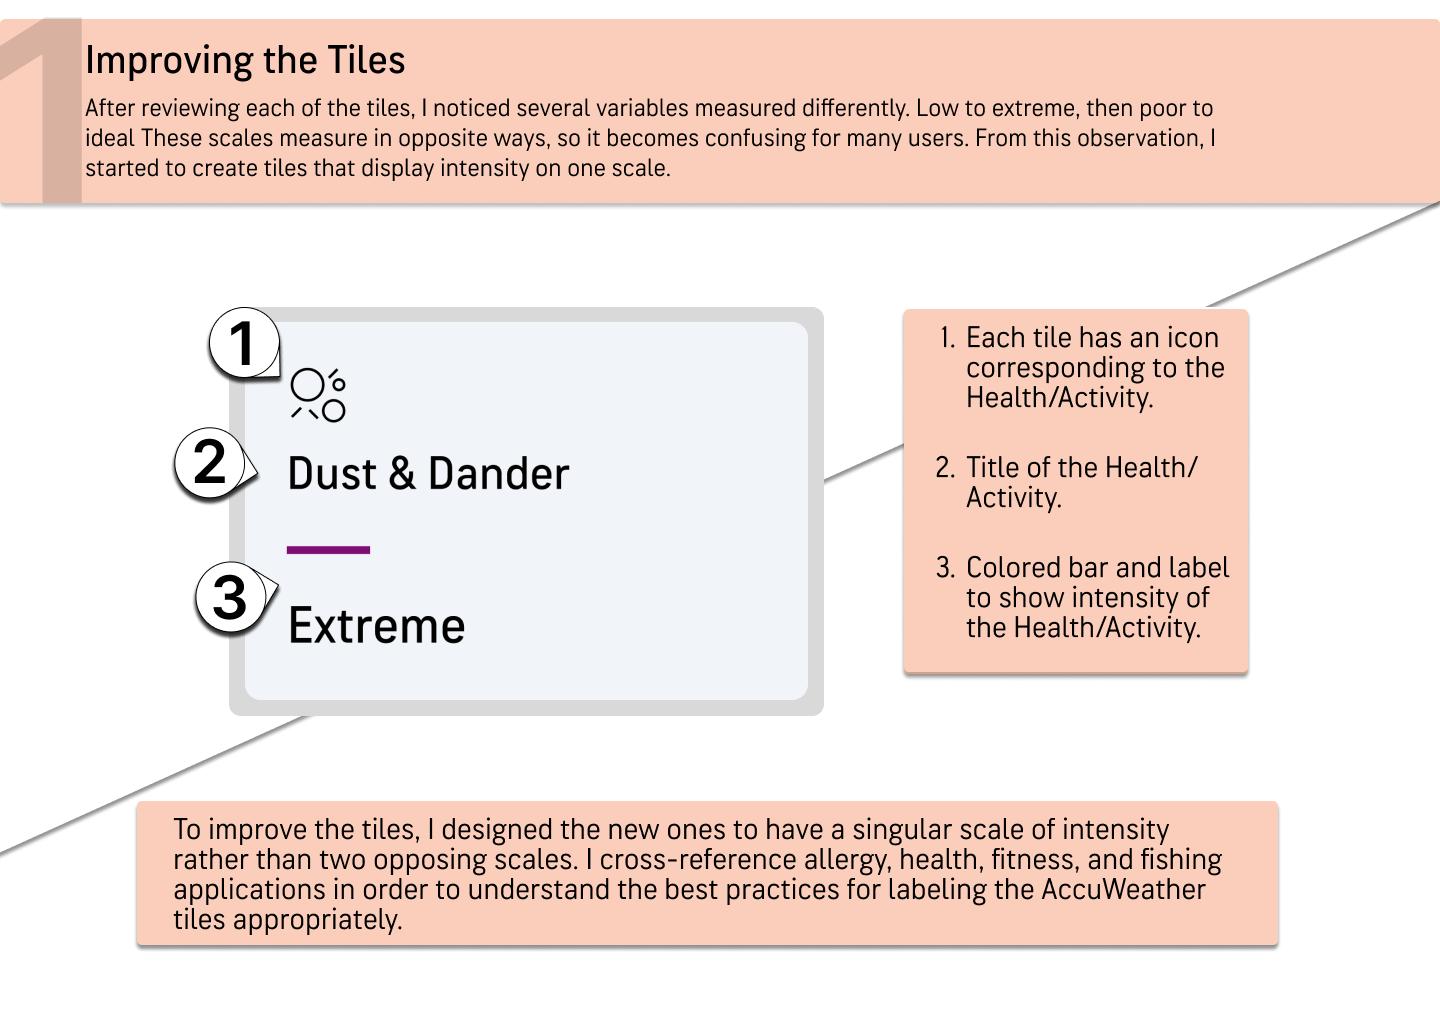 1
Improving the Tiles
After reviewing each of the tiles, I noticed several variables measured differently. Low to extreme, then poor to
ideal These scales measure in opposite ways, so it becomes confusing for many users. From this observation, I
started to create tiles that display intensity on one scale.
1
2
Dust & Dander
3
Extreme
1. Each tile has an icon
corresponding to the
Health/Activity.
2. Title of the Health/
Activity.
3. Colored bar and label
to show intensity of
the Health/Activity.
To improve the tiles, I designed the new ones to have a singular scale of intensity
rather than two opposing scales. I cross-reference allergy, health, fitness, and fishing
applications in order to understand the best practices for labeling the AccuWeather
tiles appropriately.